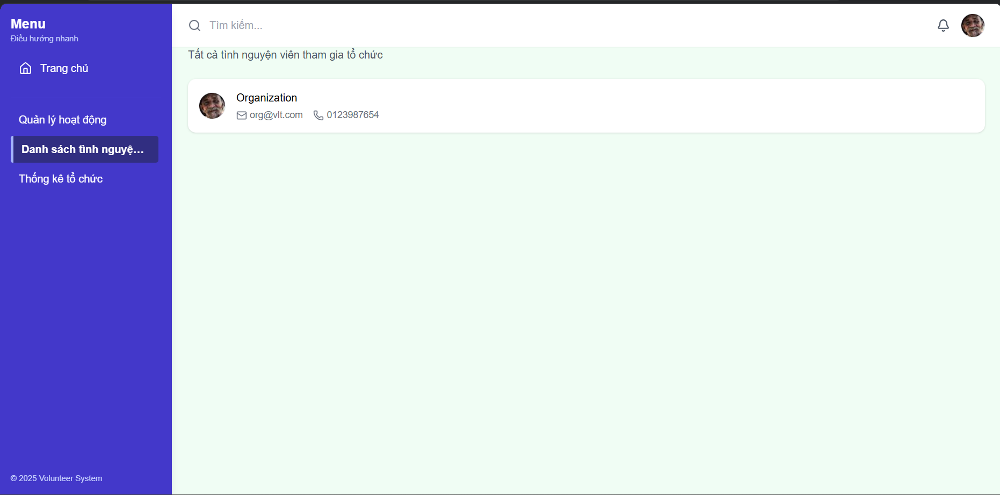 Menu
Điều hướng nhanh
Trang chủ
Quản lý hoạt động
Danh sách tình nguyệ...
Thống kê tổ chức
© 2025 Volunteer System
Tìm kiếm...
Tất cả tình nguyện viên tham gia tổ chức
Organization
org@vlt.com 0123987654